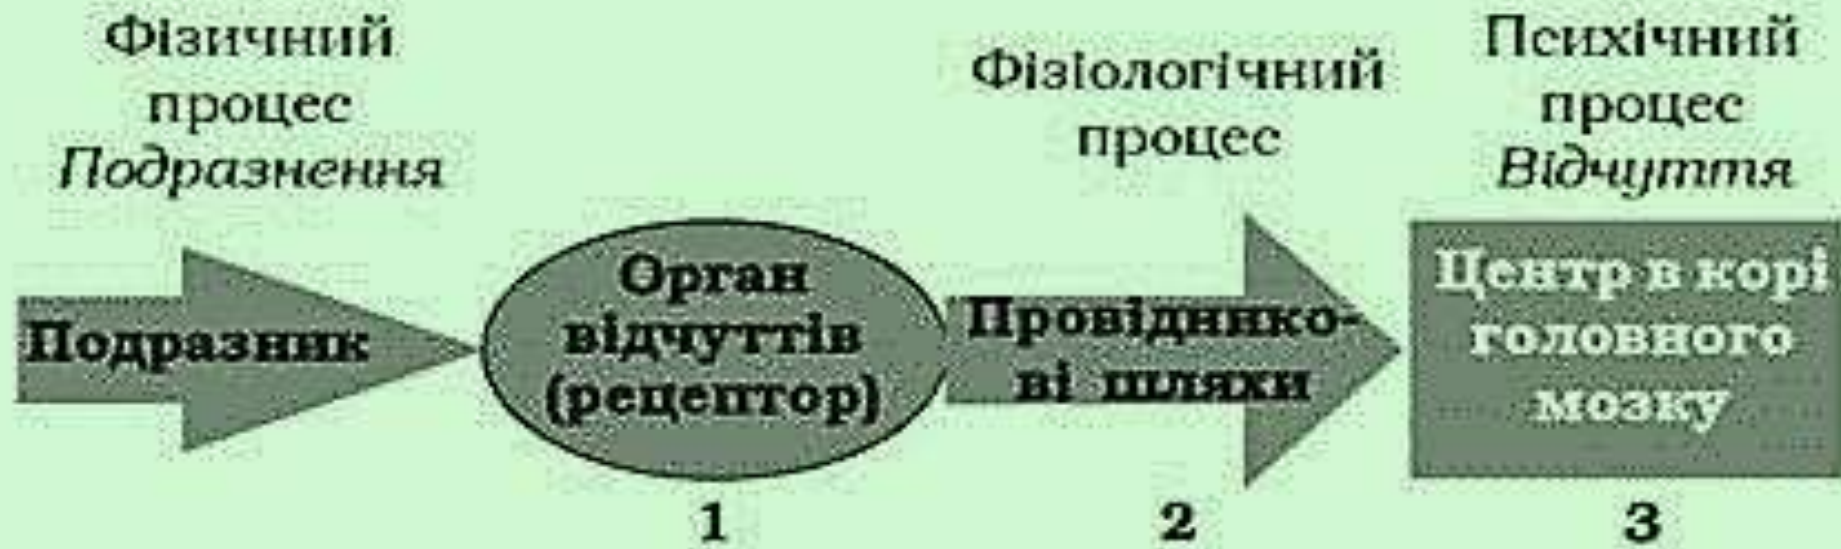 Фізичний
процес
Подразнення
Подразник
Орган
відчуттів
(рецептор)
1
Фізіологічний
процес
Провіднико-
ві шляхи
2
Психічний
процес
Відчуття
Центр в корі
головного
мозку
3